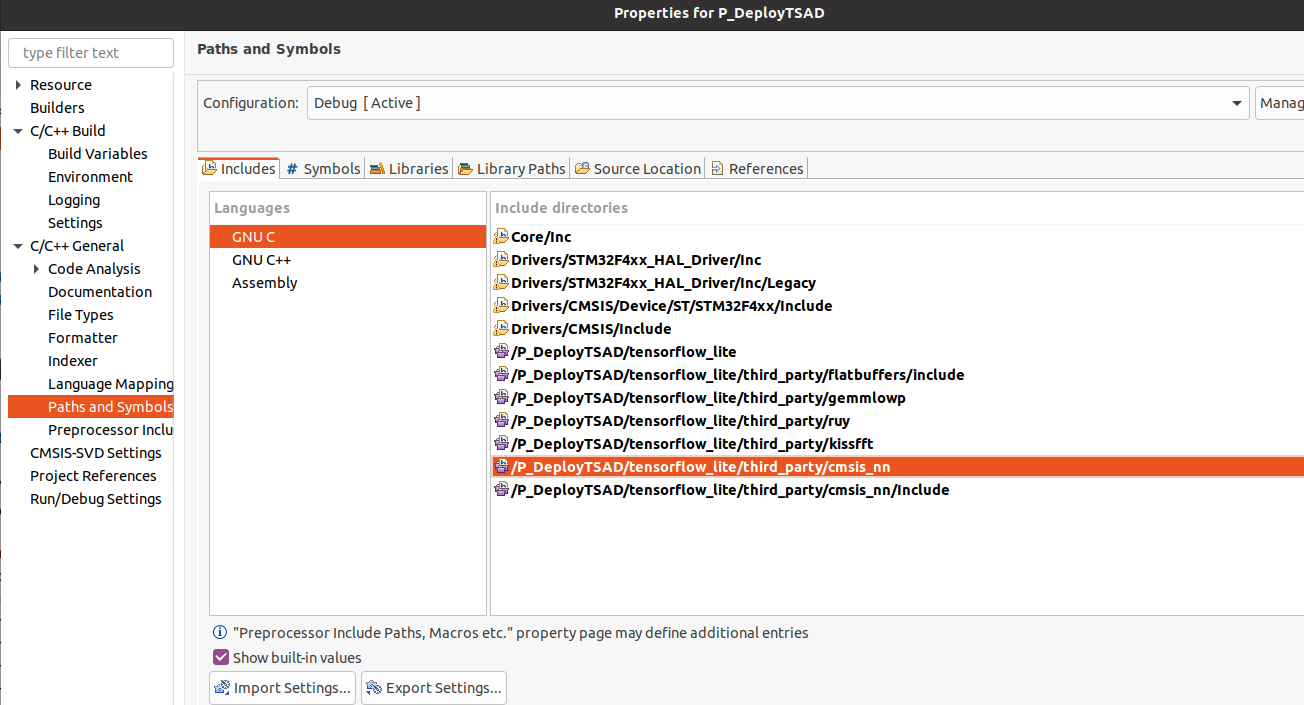 Properties for P_DeployTSAD
type filter text
Resource
Builders
C/C++ Build
Build Variables
Environment
Logging
Settings
C/C++ General
Code Analysis
Documentation
File Types
Formatter
Indexer
Language Mapping
Paths and Symbols
Preprocessor Inclu
CMSIS-SVD Settings
Project References
Run/Debug Settings
Paths and Symbols
Configuration: Debug [ Active ] Manag
Includes # Symbols Libraries Library Paths Source Location References
Languages
GNU C
GNU C++
Assembly
Include directories
Core/Inc
Drivers/STM32F4xx_HAL_Driver/Inc
Drivers/STM32F4xx_HAL_Driver/Inc/Legacy
Drivers/CMSIS/Device/ST/STM32F4xx/Include
Drivers/CMSIS/Include
/P_DeployTSAD/tensorflow_lite
/P_DeployTSAD/tensorflow_lite/third_party/flatbuffers/include
/P_DeployTSAD/tensorflow_lite/third_party/gemmlowp
/P_DeployTSAD/tensorflow_lite/third_party/ruy
/P_DeployTSAD/tensorflow_lite/third_party/kissfft
/P_DeployTSAD/tensorflow_lite/third_party/cmsis_nn
/P_DeployTSAD/tensorflow_lite/third_party/cmsis_nn/Include
"Preprocessor Include Paths, Macros etc." property page may define additional entries
Show built-in values
Import Settings... Export Settings...